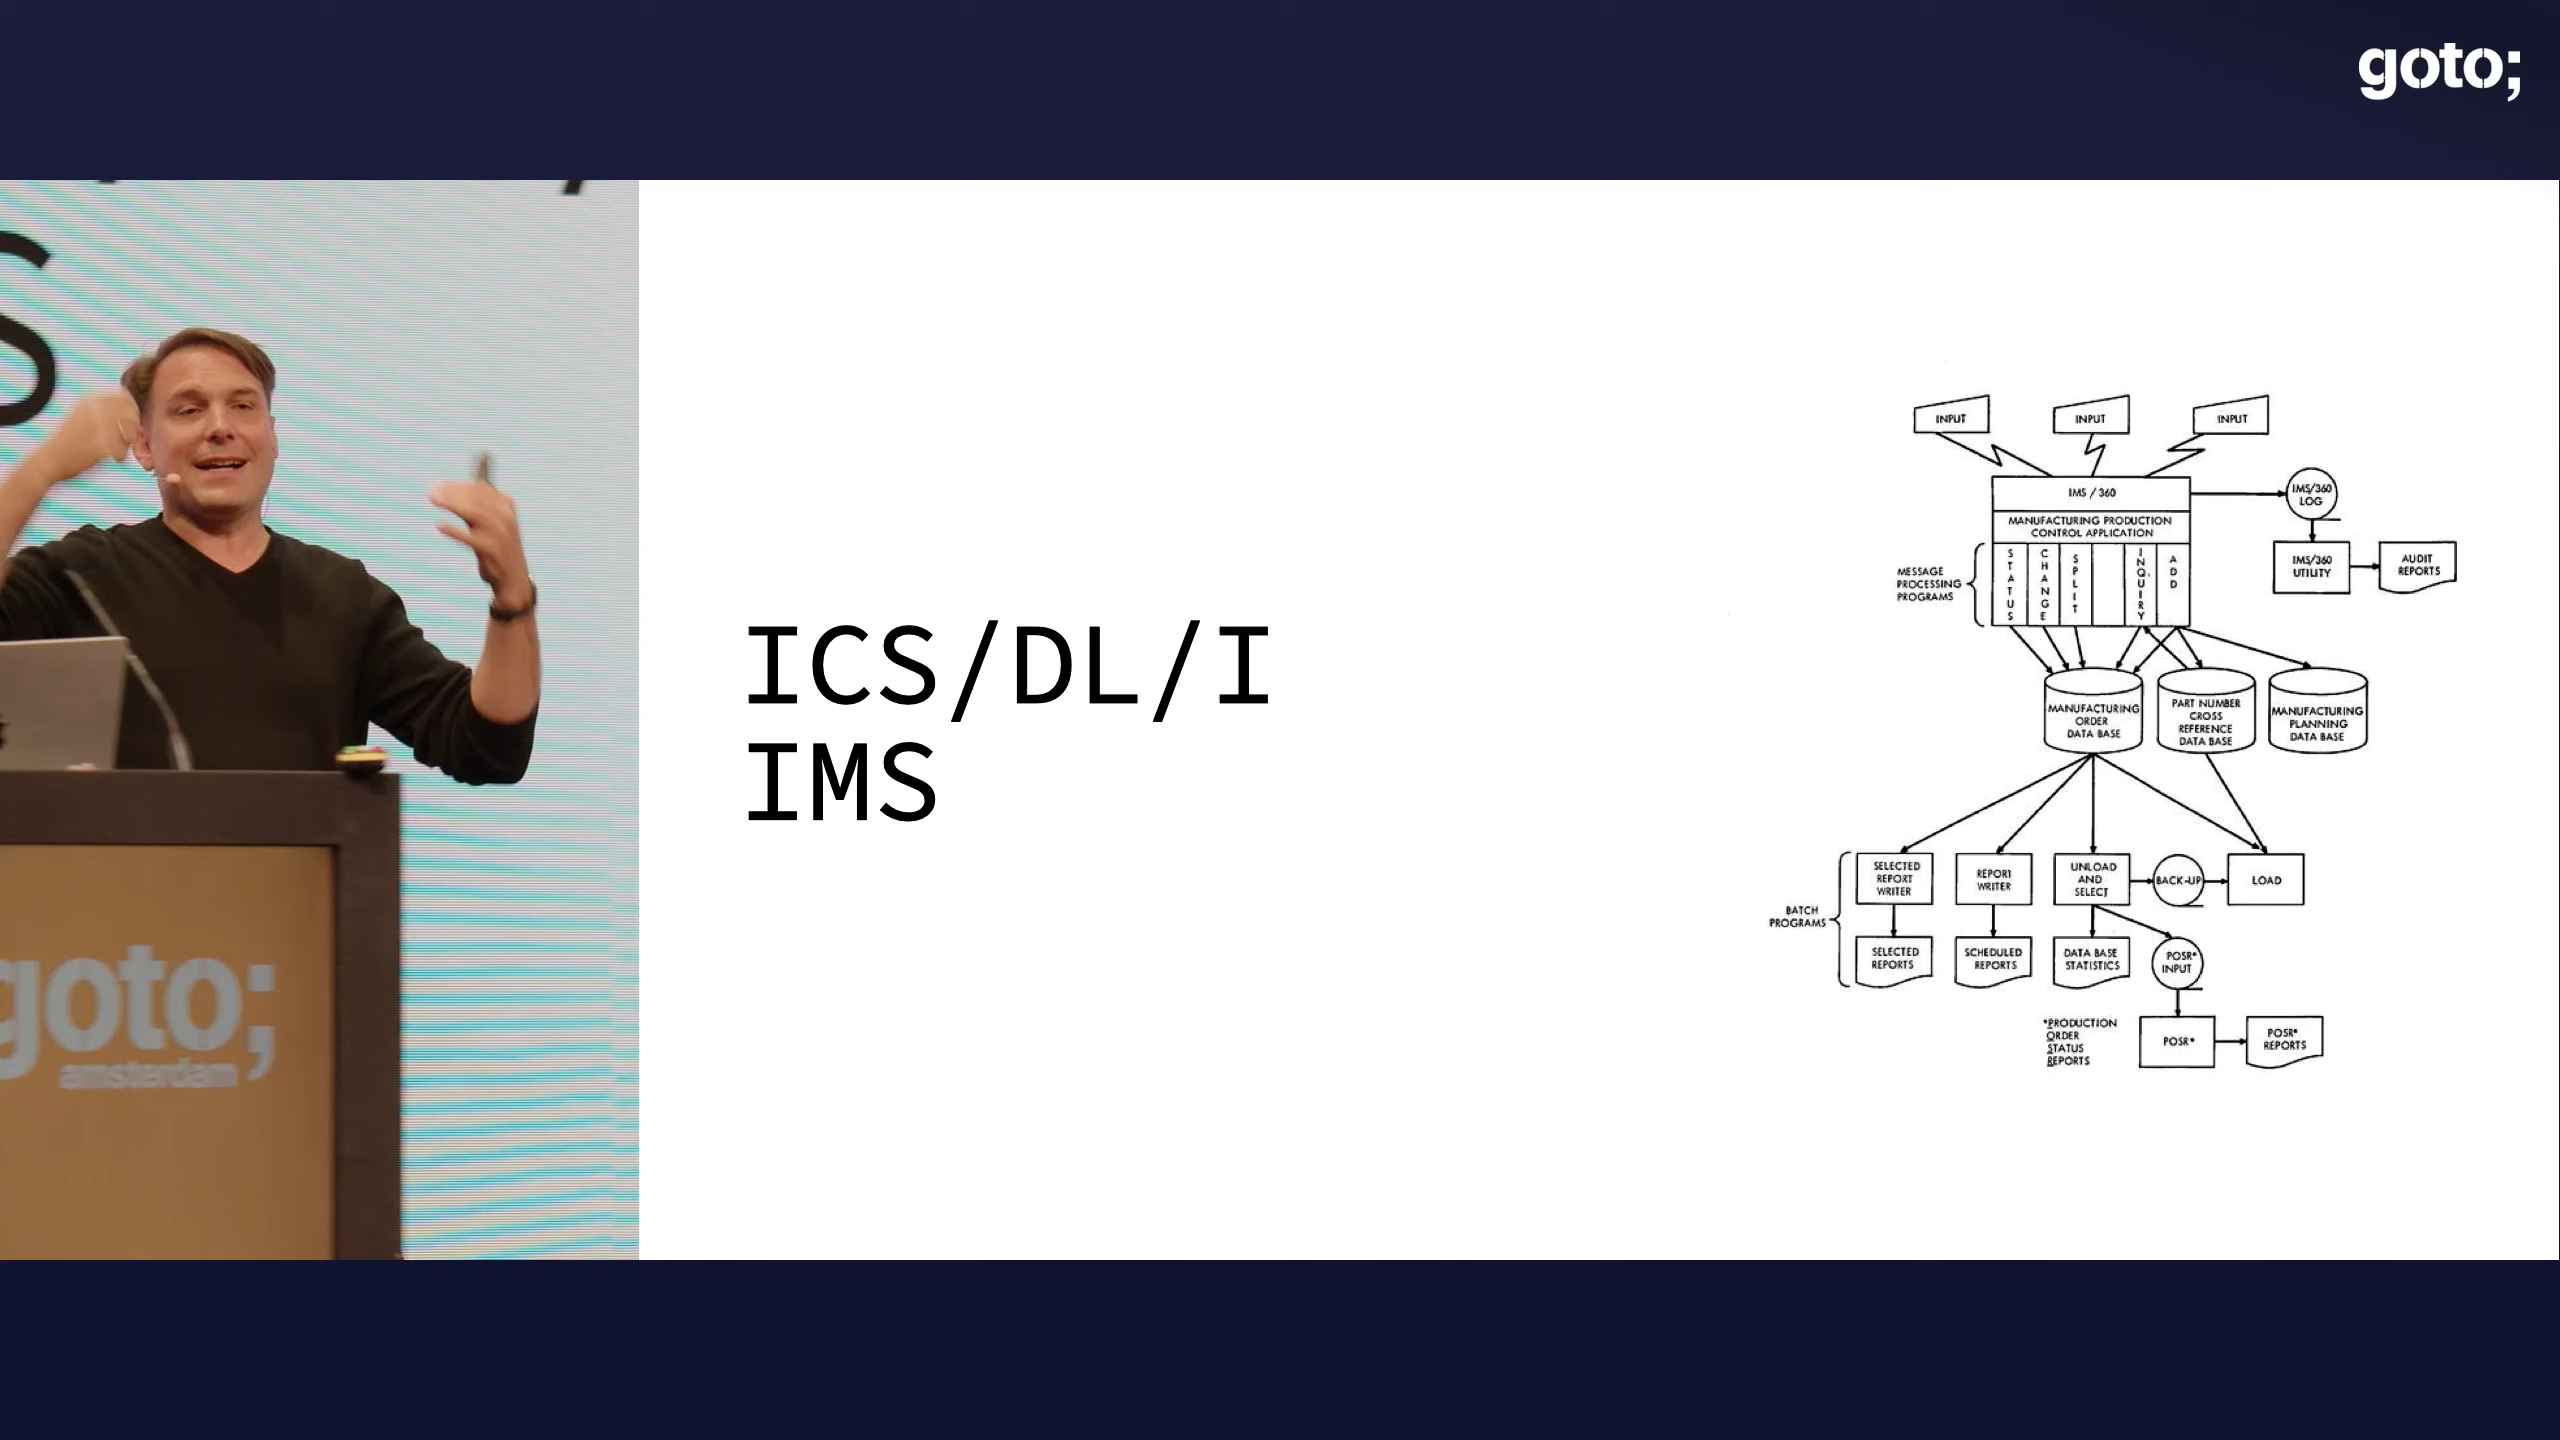 goto;
S
goto;
amsterdam
ICS/DL/I
IMS
INPUT
INPUT
INPUT
IMS / 360
MANUFACTURING PRODUCTION
CONTROL APPLICATION
MESSAGE
PROCESSING
PROGRAMS
STATUS
CHANGE
SPLIT
INQUIRY
ADD
IMS/360
LOG
IMS/360
UTILITY
AUDIT
REPORTS
MANUFACTURING
ORDER
DATA BASE
PART NUMBER
CROSS
REFERENCE
DATA BASE
MANUFACTURING
PLANNING
DATA BASE
BATCH
PROGRAMS
SELECTED
REPORT
WRITER
REPORT
WRITER
UNLOAD
AND
SELECT
BACK-UP
LOAD
SELECTED
REPORTS
SCHEDULED
REPORTS
DATA BASE
STATISTICS
POSR*
INPUT
*PRODUCTION
ORDER
STATUS
REPORTS
POSR*
POSR*
REPORTS